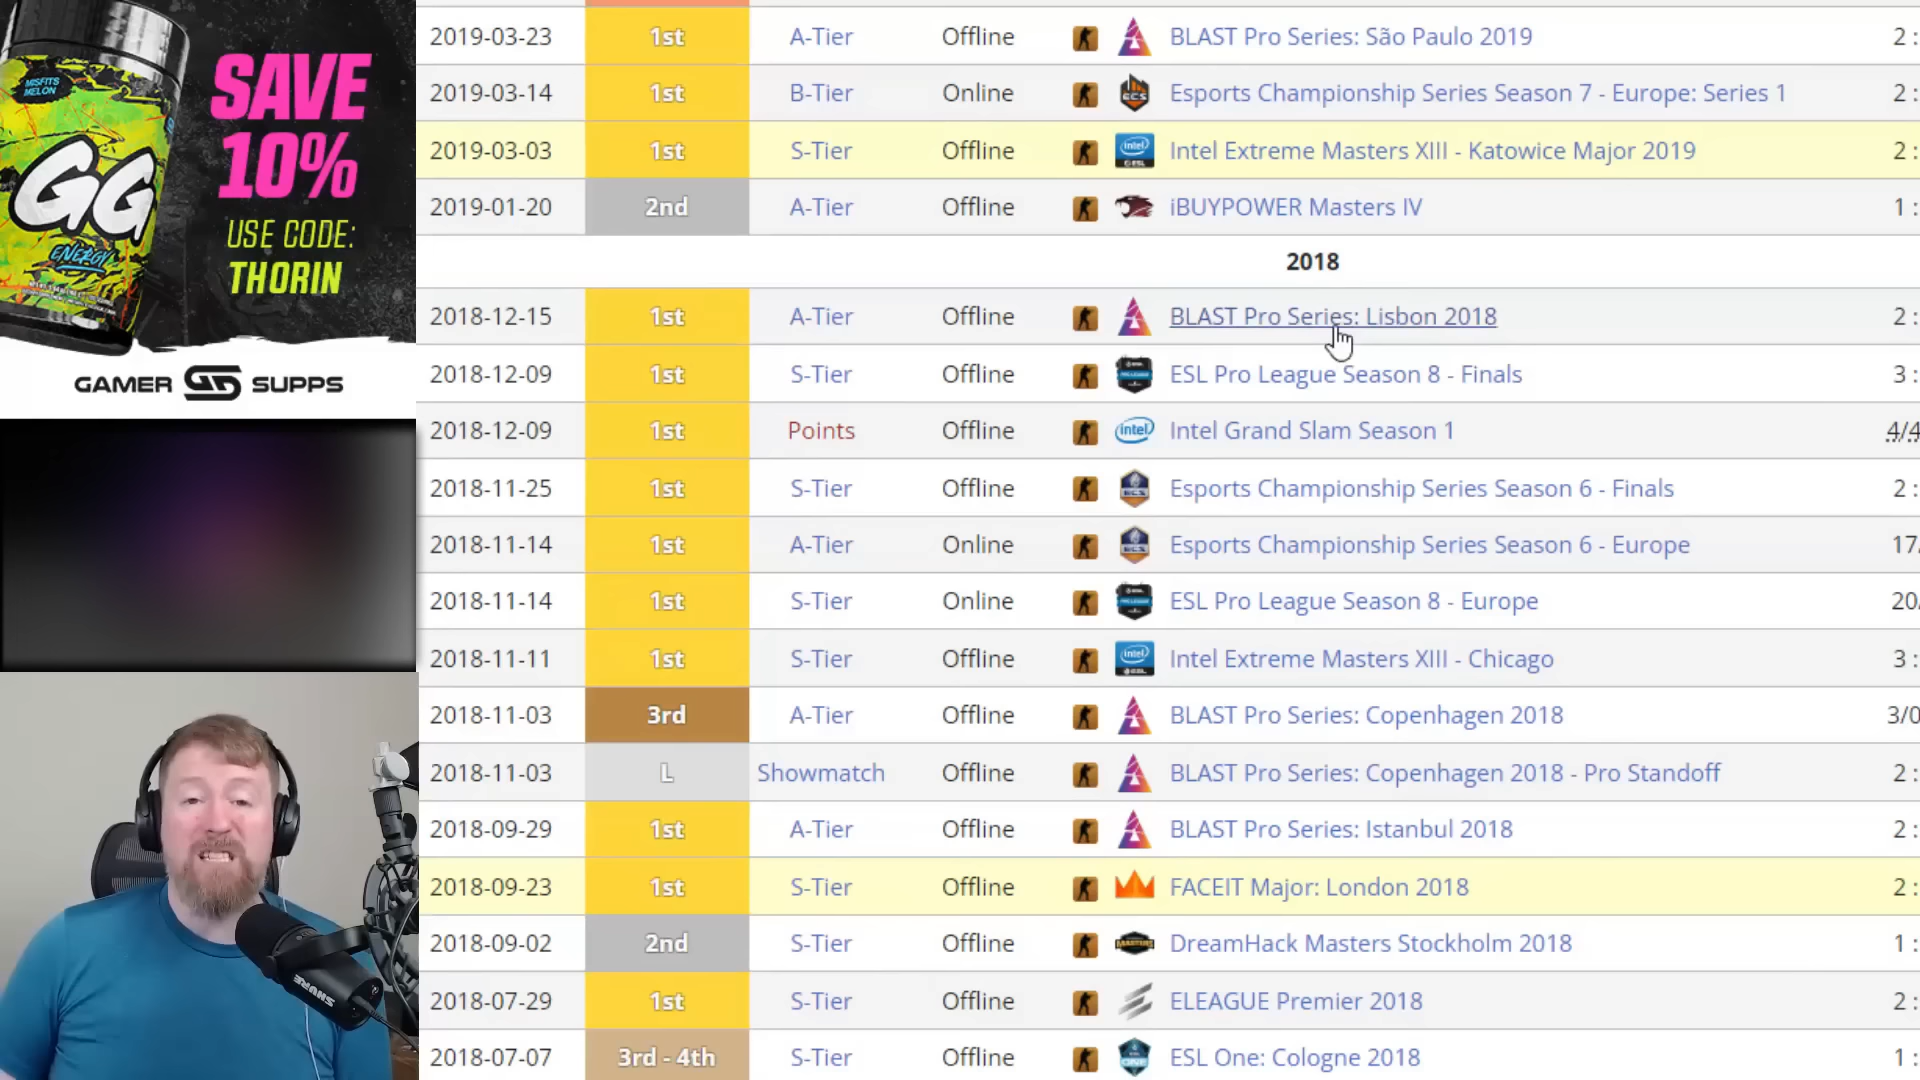 MISFITS
MELON
GG
ENERGY
SAVE
10%
USE CODE:
THORIN
GAMER SUPPS
SHURE
2019-03-23 1st A-Tier Offline BLAST Pro Series: São Paulo 2019 2 :
2019-03-14 1st B-Tier Online ECS Esports Championship Series Season 7 - Europe: Series 1 2 :
2019-03-03 1st S-Tier Offline intel ESL Intel Extreme Masters XIII - Katowice Major 2019 2 :
2019-01-20 2nd A-Tier Offline iBUYPOWER Masters IV 1 :
2018
2018-12-15 1st A-Tier Offline BLAST Pro Series: Lisbon 2018 2 :
2018-12-09 1st S-Tier Offline ESL Pro League Season 8 - Finals 3 :
2018-12-09 1st Points Offline intel Intel Grand Slam Season 1 4/4
2018-11-25 1st S-Tier Offline ECS Esports Championship Series Season 6 - Finals 2 :
2018-11-14 1st A-Tier Online ECS Esports Championship Series Season 6 - Europe 17/
2018-11-14 1st S-Tier Online ESL Pro League Season 8 - Europe 20/
2018-11-11 1st S-Tier Offline intel ESL Intel Extreme Masters XIII - Chicago 3 :
2018-11-03 3rd A-Tier Offline BLAST Pro Series: Copenhagen 2018 3/0
2018-11-03 L Showmatch Offline BLAST Pro Series: Copenhagen 2018 - Pro Standoff 2 :
2018-09-29 1st A-Tier Offline BLAST Pro Series: Istanbul 2018 2 :
2018-09-23 1st S-Tier Offline FACEIT Major: London 2018 2 :
2018-09-02 2nd S-Tier Offline MASTERS DreamHack Masters Stockholm 2018 1 :
2018-07-29 1st S-Tier Offline ELEAGUE Premier 2018 2 :
2018-07-07 3rd - 4th S-Tier Offline ONE ESL One: Cologne 2018 1 :